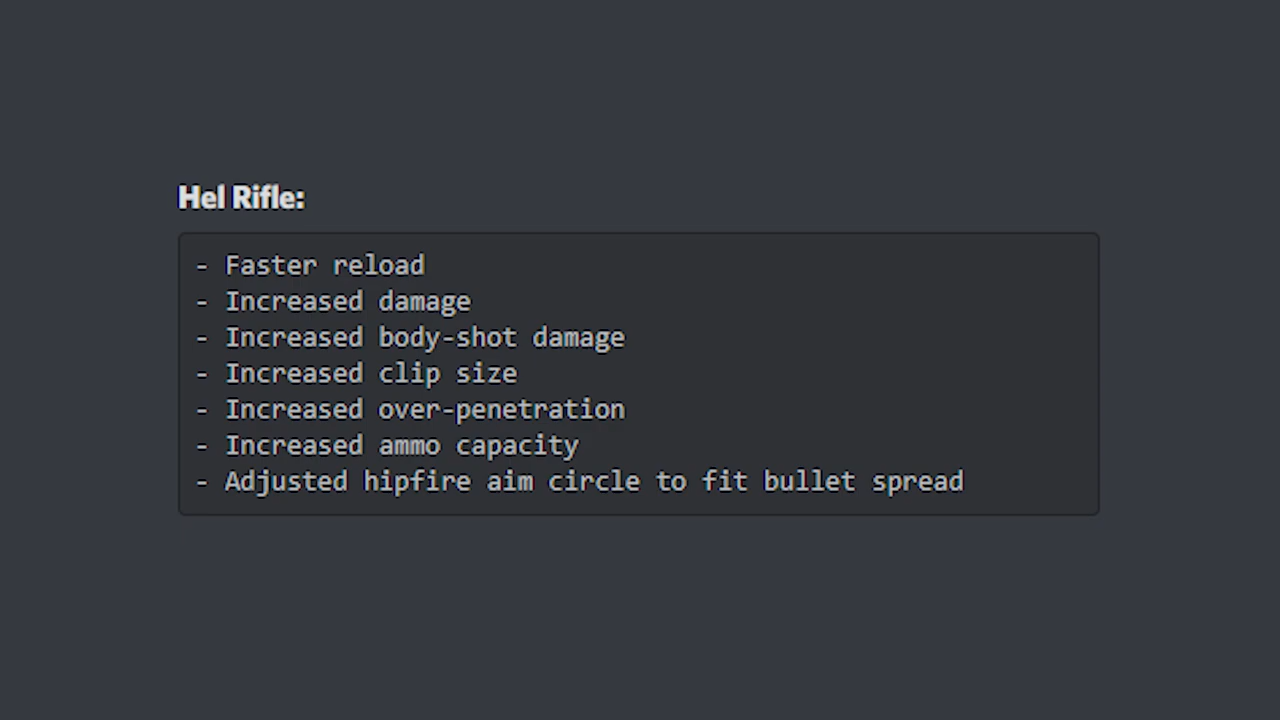 Hel Rifle:
- Faster reload
- Increased damage
- Increased body-shot damage
- Increased clip size
- Increased over-penetration
- Increased ammo capacity
- Adjusted hipfire aim circle to fit bullet spread